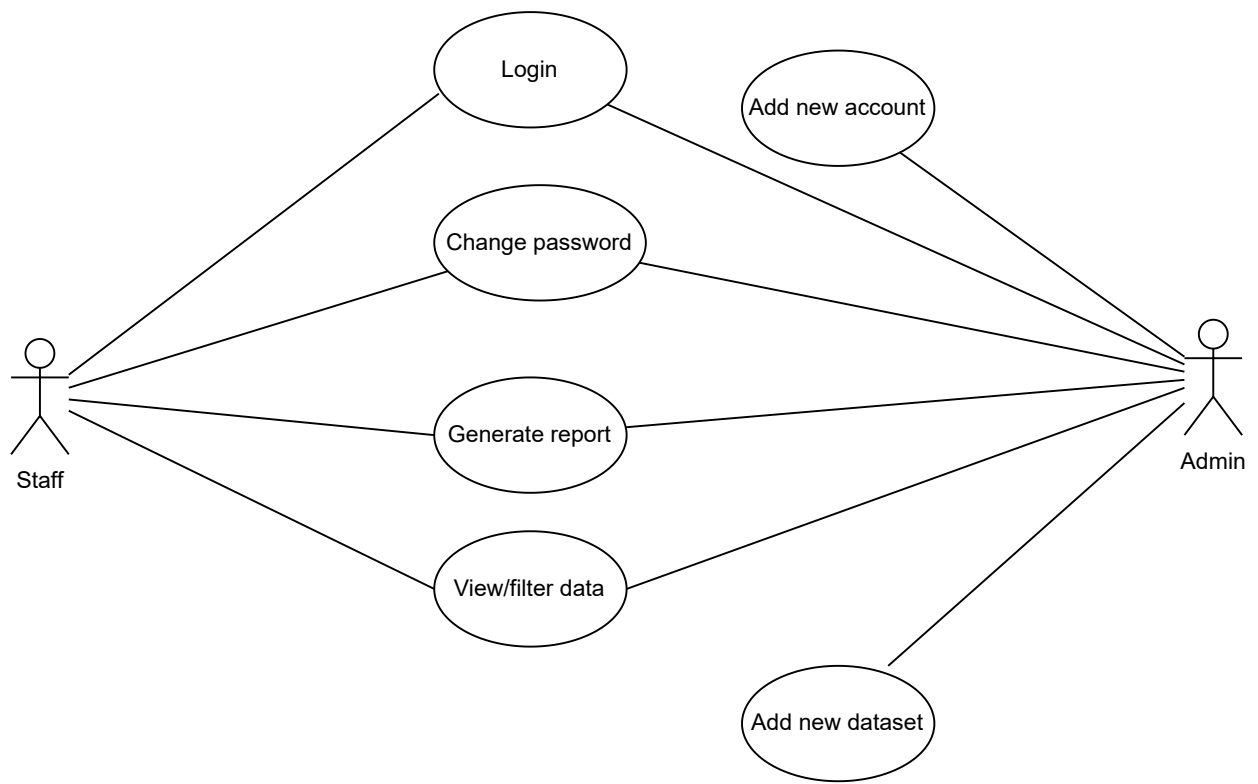 Login
Add new account
Change password
Generate report
Staff
Admin
View/filter data
Add new dataset